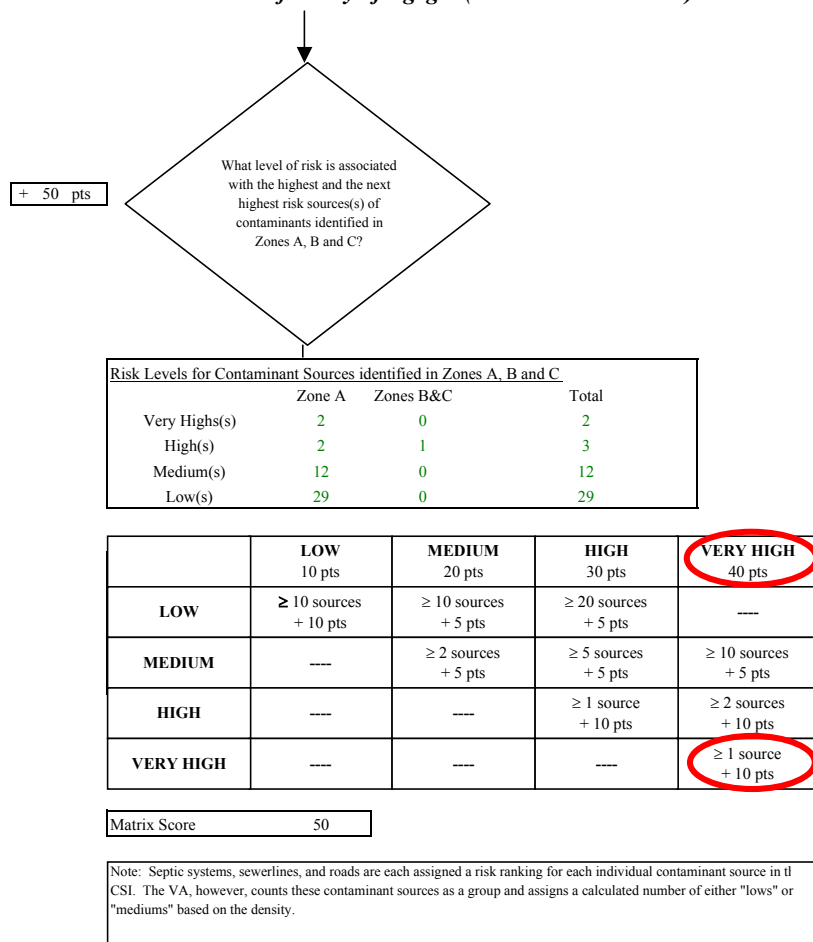 What level of risk is associated
with the highest and the next
highest risk sources(s) of
contaminants identified in
Zones A, B and C?
+ 50 pts
Risk Levels for Contaminant Sources identified in Zones A, B and C
Zone A Zones B&C Total
Very Highs(s) 2 0 2
High(s) 2 1 3
Medium(s) 12 0 12
Low(s) 29 0 29
LOW MEDIUM HIGH VERY HIGH
10 pts 20 pts 30 pts 40 pts
LOW ≥ 10 sources ≥ 10 sources ≥ 20 sources ----
+ 10 pts + 5 pts + 5 pts
MEDIUM ---- ≥ 2 sources ≥ 5 sources ≥ 10 sources
+ 5 pts + 5 pts + 5 pts
HIGH ---- ---- ≥ 1 source ≥ 2 sources
+ 10 pts + 10 pts
VERY HIGH ---- ---- ---- ≥ 1 source
+ 10 pts
Matrix Score 50
Note: Septic systems, sewerlines, and roads are each assigned a risk ranking for each individual contaminant source in
CSI. The VA, however, counts these contaminant sources as a group and assigns a calculated number of either "lows" or
"mediums" based on the density.